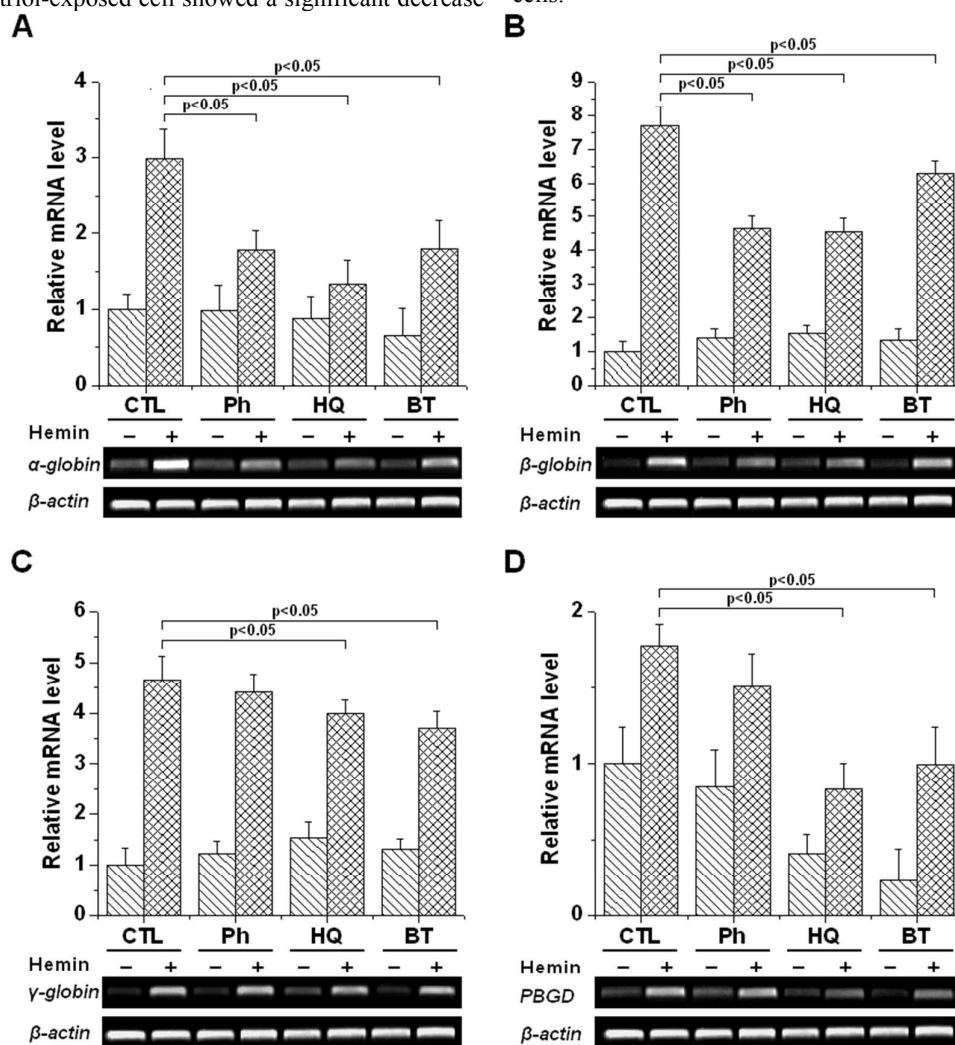 triol-exposed cell showed a significant decrease
cells.
A
p<0.05
p<0.05
p<0.05
Relative mRNA level
4
3
2
1
0
CTL Ph HQ BT
Hemin − + − + − + − +
α-globin
β-actin
B
p<0.05
p<0.05
p<0.05
Relative mRNA level
9
8
7
6
5
4
3
2
1
0
CTL Ph HQ BT
Hemin − + − + − + − +
β-globin
β-actin
C
p<0.05
p<0.05
Relative mRNA level
6
5
4
3
2
1
0
CTL Ph HQ BT
Hemin − + − + − + − +
γ-globin
β-actin
D
p<0.05
p<0.05
Relative mRNA level
2
1
0
CTL Ph HQ BT
Hemin − + − + − + − +
PBGD
β-actin